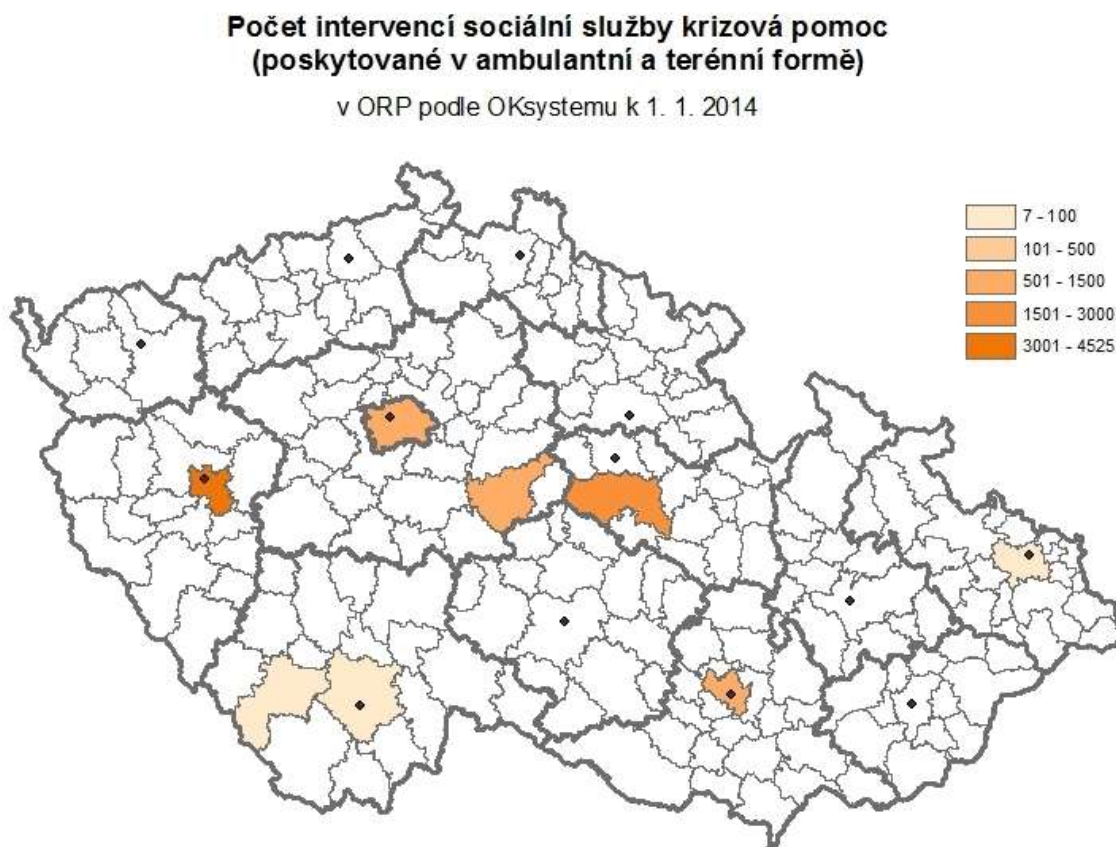 Počet intervencí sociální služby krizová pomoc
(poskytované v ambulantní a terénní formě)
v ORP podle OKsystemu k 1. 1. 2014
7 - 100
101 - 500
501 - 1500
1501 - 3000
3001 - 4525